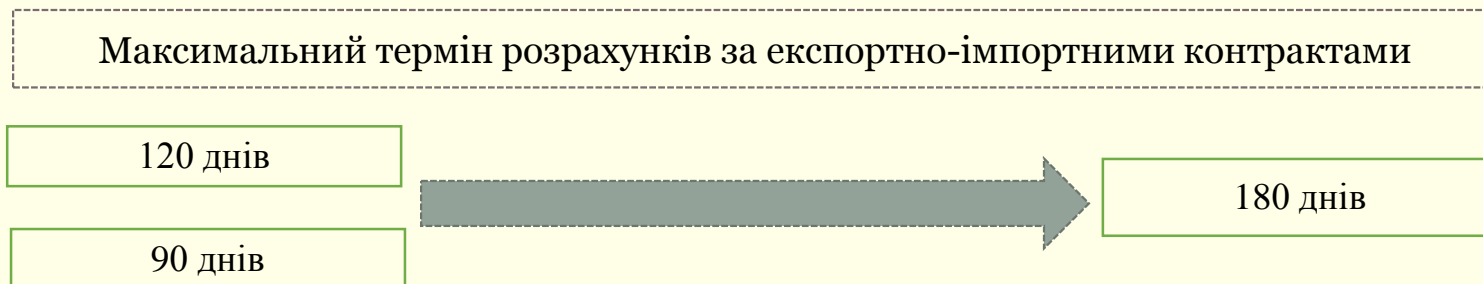 Максимальний термін розрахунків за експортно-імпортними контрактами
120 днів
90 днів
180 днів